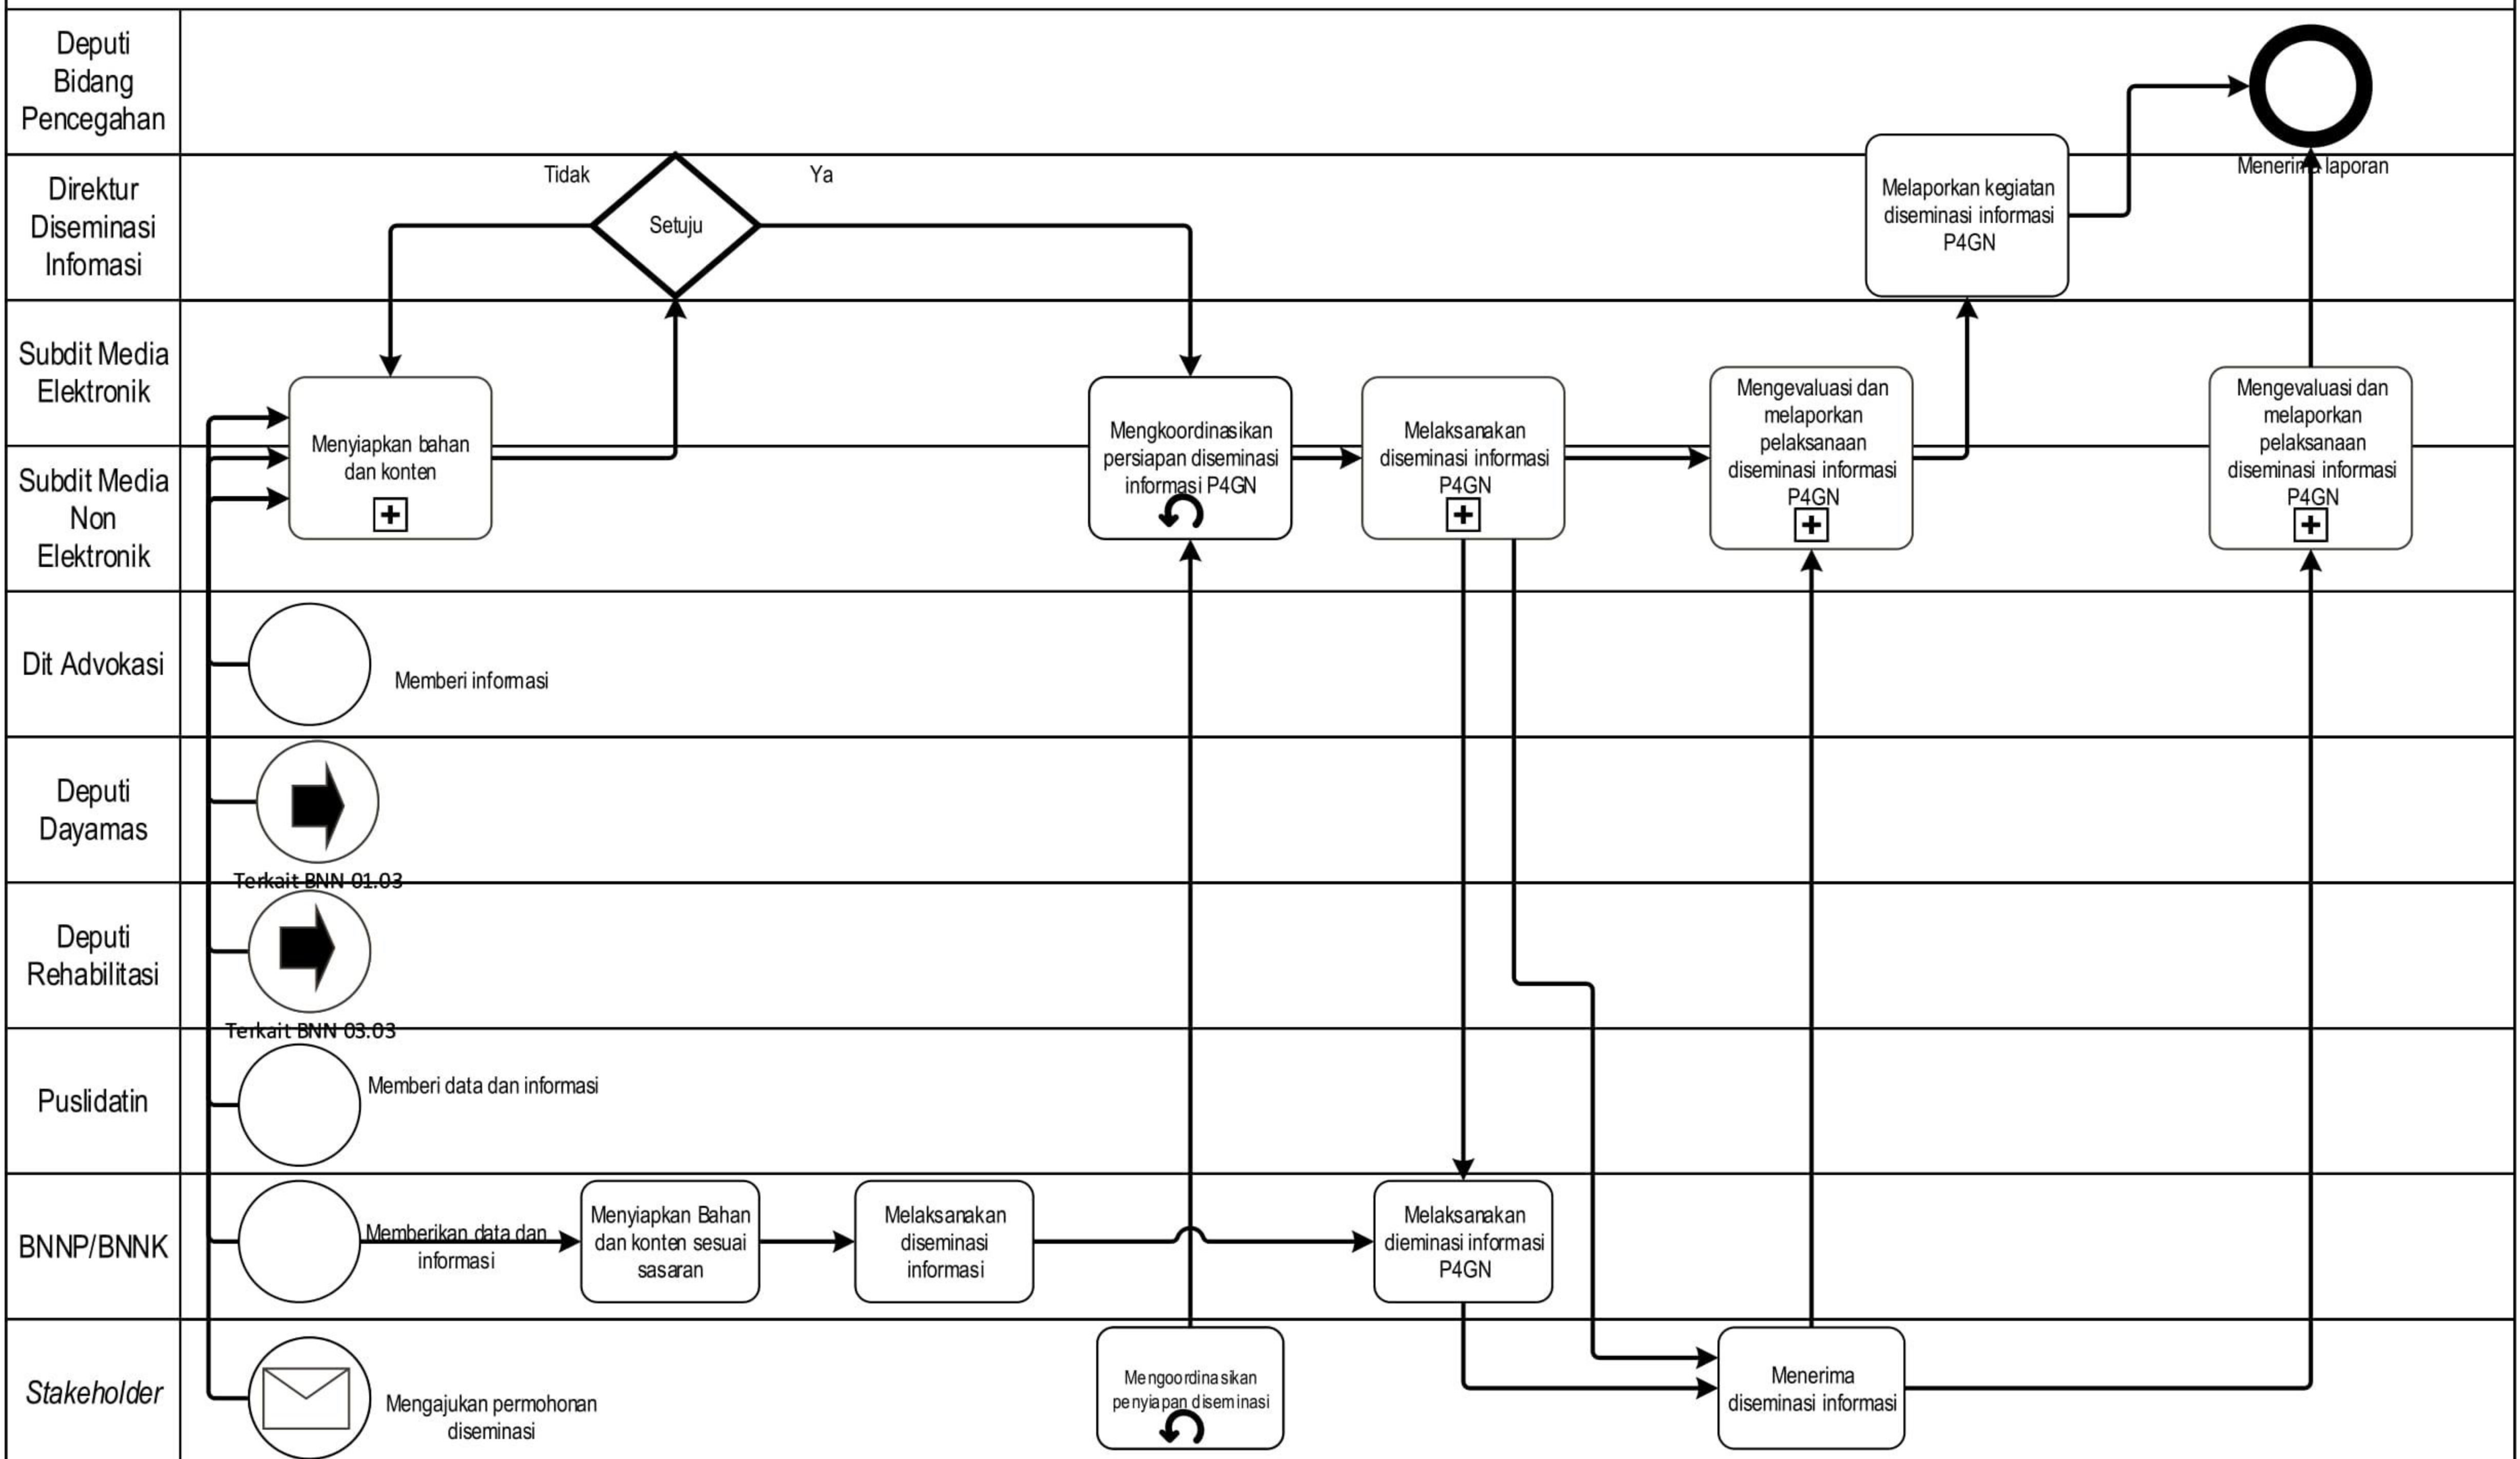 Deputi
Bidang
Pencegahan
Menerima laporan
Direktur
Diseminasi
Infomasi
Tidak
Setuju
Ya
Melaporkan kegiatan
diseminasi informasi
P4GN
Subdit Media
Elektronik
Subdit Media
Non
Elektronik
Menyiapkan bahan
dan konten
Mengkoordinasikan
persiapan diseminasi
informasi P4GN
Melaksanakan
diseminasi informasi
P4GN
Mengevaluasi dan
melaporkan
pelaksanaan
diseminasi informasi
P4GN
Mengevaluasi dan
melaporkan
pelaksanaan
diseminasi informasi
P4GN
Dit Advokasi
Memberi informasi
Deputi
Dayamas
Terkait BNN 01.03
Deputi
Rehabilitasi
Terkait BNN 03.03
Puslidatin
Memberi data dan informasi
BNNP/BNNK
Memberikan data dan
informasi
Menyiapkan Bahan
dan konten sesuai
sasaran
Melaksanakan
diseminasi
informasi
Melaksanakan
dieminasi informasi
P4GN
Stakeholder
Mengajukan permohonan
diseminasi
Mengoordinasikan
penyiapan diseminasi
Menerima
diseminasi informasi